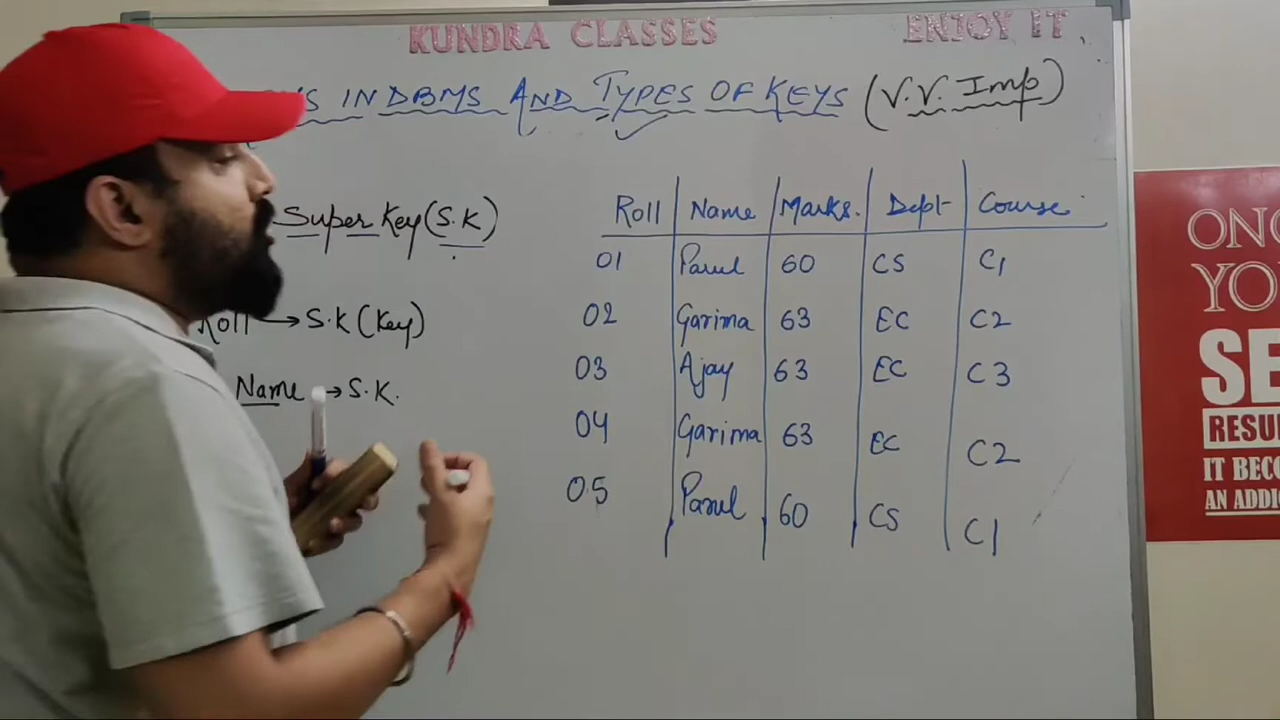 KUNDRA CLASSES ENJOY IT
IN DBMS AND TYPES OF KEYS (V.V. Imp)
Super Key (S.K)
Roll → S.K (Key)
Name → S.K.
Roll Name Marks. Dept Course
01 Parul 60 CS C1
02 Garima 63 EC C2
03 Ajay 63 EC C3
04 Garima 63 EC C2
05 Parul 60 CS C1
YO
SE
RESU
IT BECO
AN ADDI